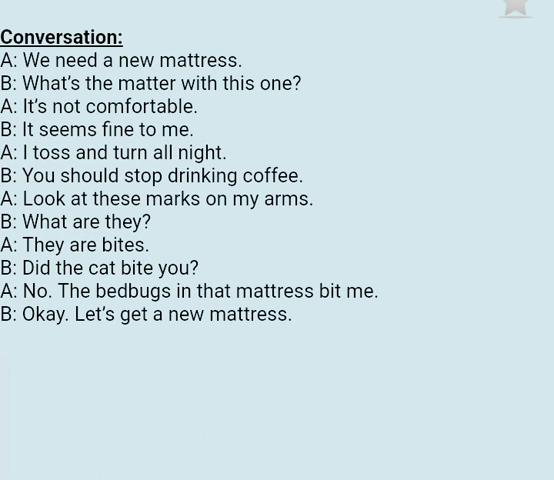 Conversation:
A: We need a new mattress.
B: What's the matter with this one?
A: It's not comfortable.
B: It seems fine to me.
A: I toss and turn all night.
B: You should stop drinking coffee.
A: Look at these marks on my arms.
B: What are they?
A: They are bites.
B: Did the cat bite you?
A: No. The bedbugs in that mattress bit me.
B: Okay. Let's get a new mattress.